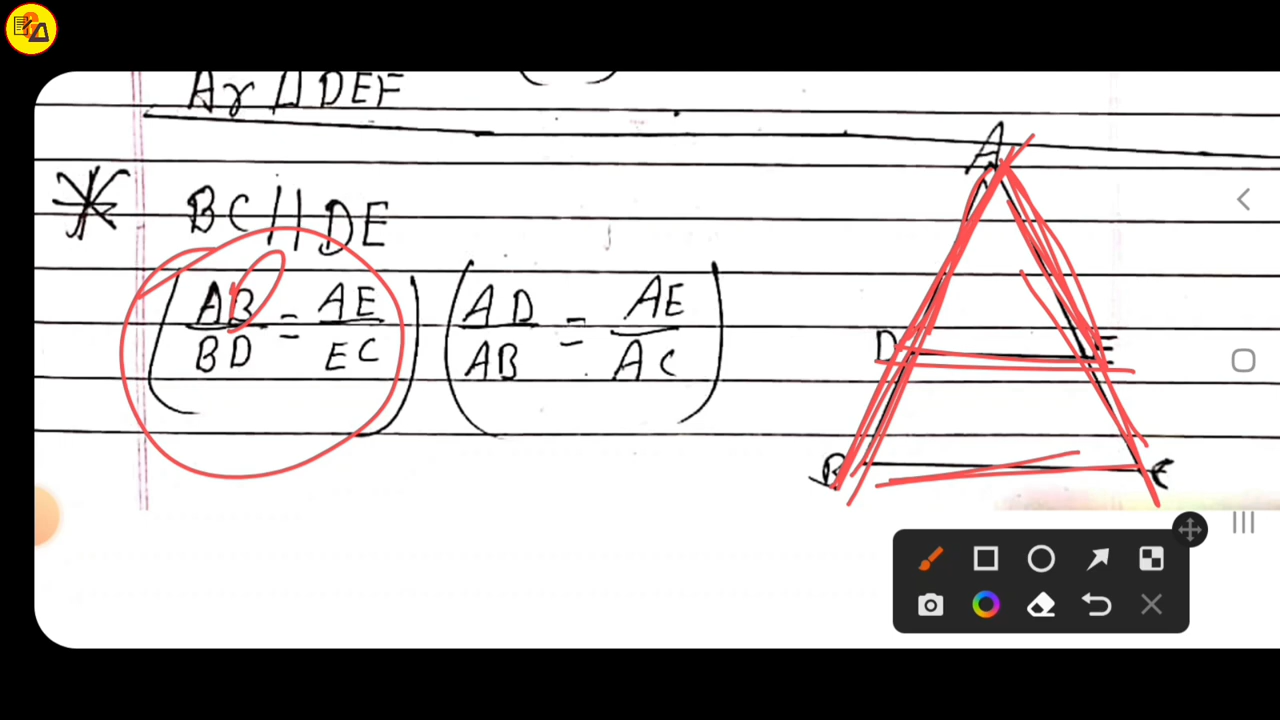 Ar △DEF
* BC || DE
(AB/BD = AE/EC) (AD/AB = AE/AC)
A
D E
B C